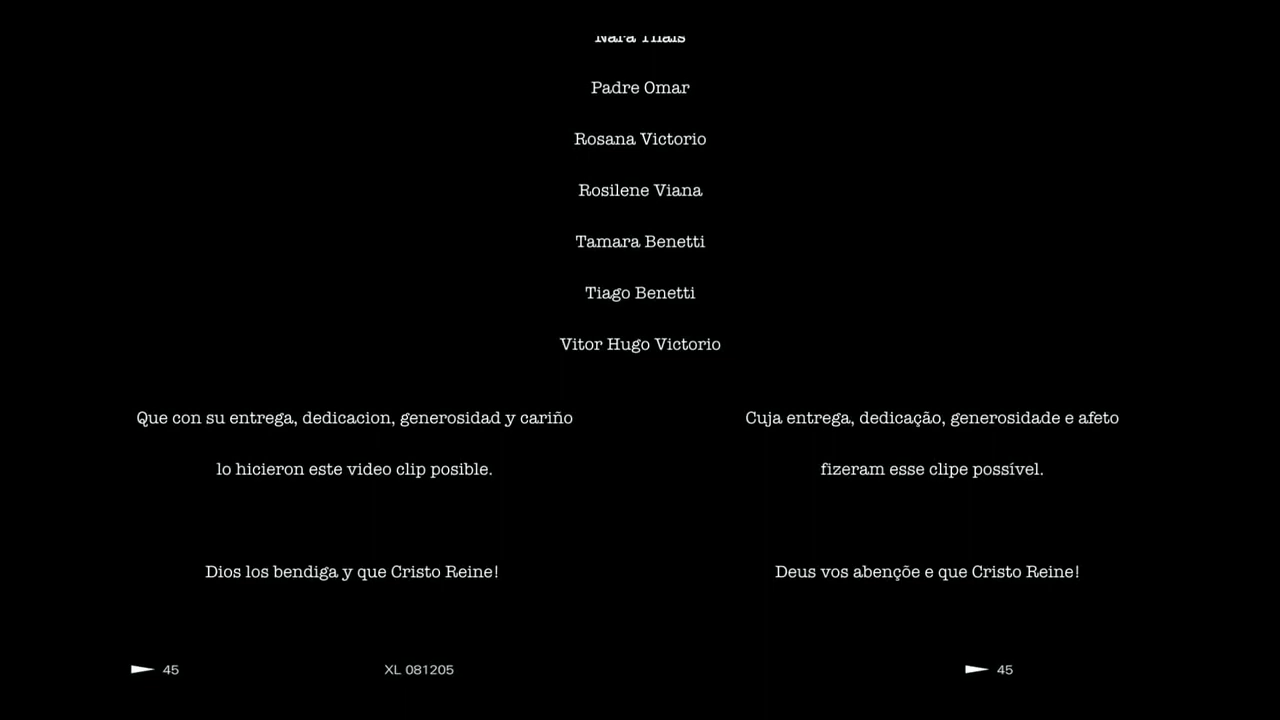 Nara Thais
Padre Omar
Rosana Victorio
Rosilene Viana
Tamara Benetti
Tiago Benetti
Vitor Hugo Victorio
Que con su entrega, dedicacion, generosidad y cariño
lo hicieron este video clip posible.
Dios los bendiga y que Cristo Reine!
Cuja entrega, dedicação, generosidade e afeto
fizeram esse clipe possível.
Deus vos abençõe e que Cristo Reine!
45
XL 081205
45